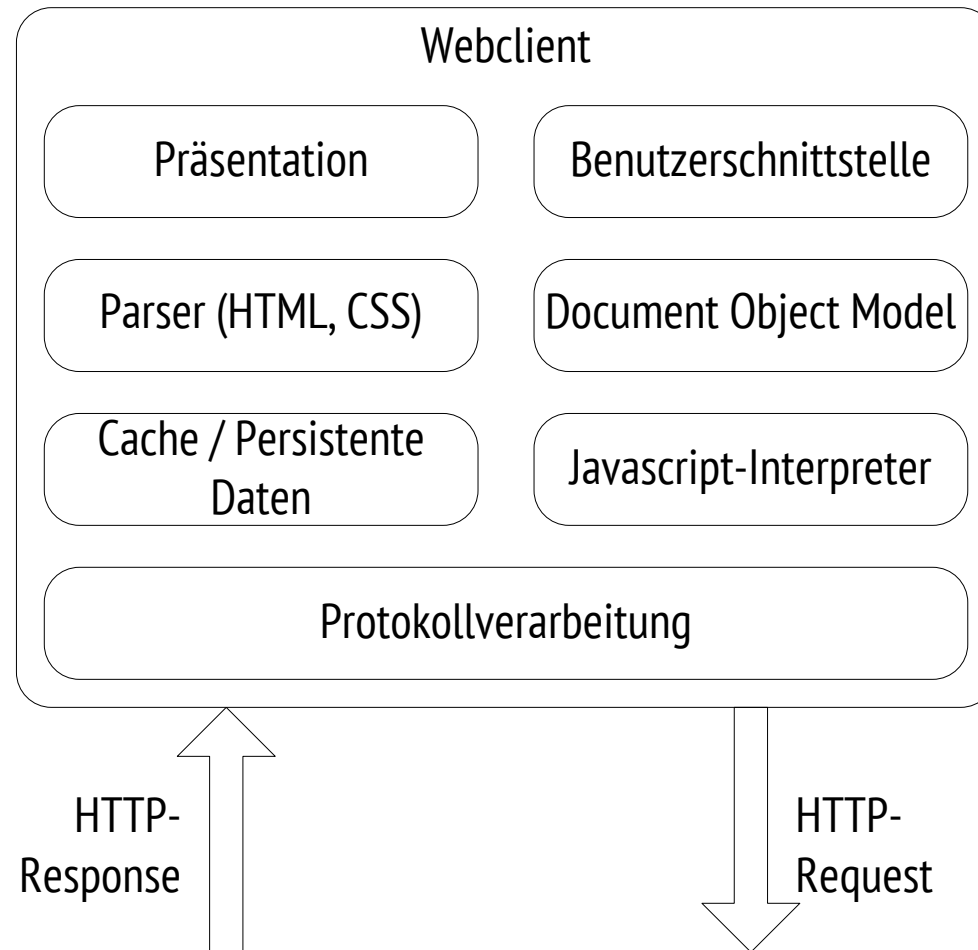 Webclient
Präsentation
Benutzerschnittstelle
Parser (HTML, CSS)
Document Object Model
Cache / Persistente
Daten
Javascript-Interpreter
Protokollverarbeitung
HTTP-
Response
HTTP-
Request